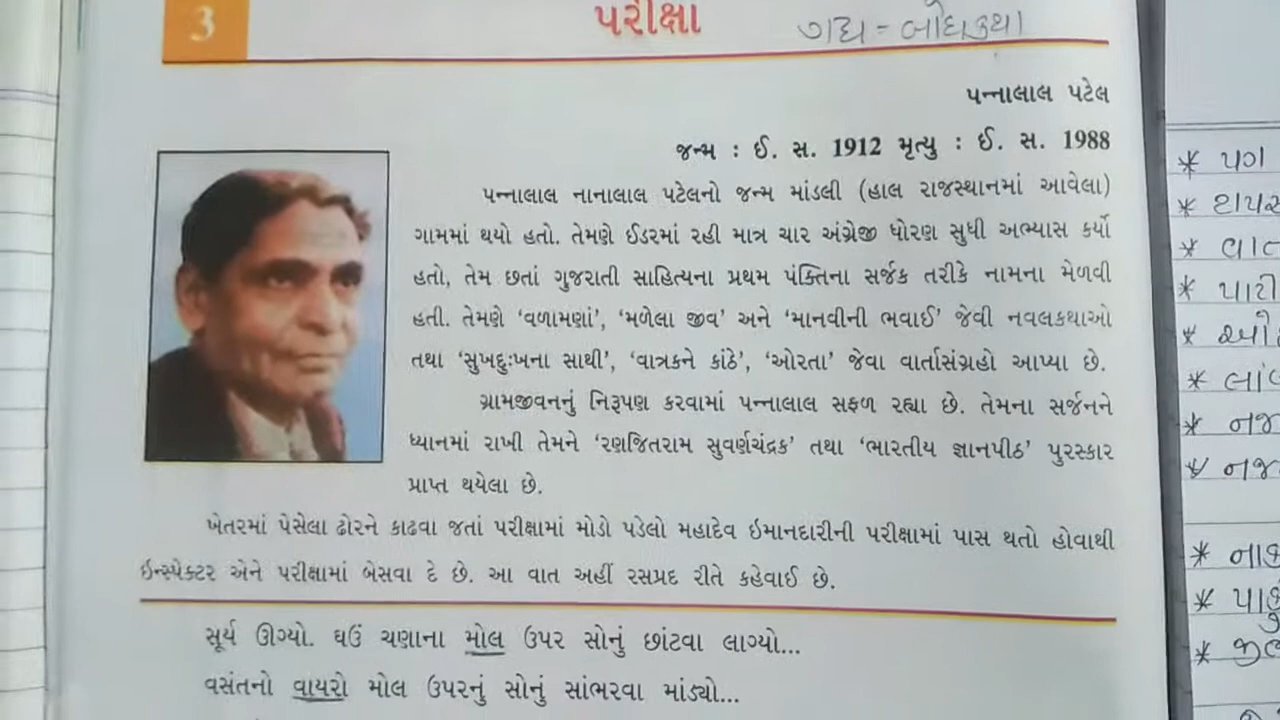 3
પરીક્ષા
ગદ્ય - બોધકથા
પન્નાલાલ પટેલ
જન્મ : ઈ. સ. 1912 મૃત્યુ : ઈ. સ. 1988
પન્નાલાલ નાનાલાલ પટેલનો જન્મ માંડલી (હાલ રાજસ્થાનમાં આવેલા)
ગામમાં થયો હતો. તેમણે ઈડરમાં રહી માત્ર ચાર અંગ્રેજી ધોરણ સુધી અભ્યાસ કર્યો
હતો, તેમ છતાં ગુજરાતી સાહિત્યના પ્રથમ પંક્તિના સર્જક તરીકે નામના મેળવી
હતી. તેમણે ‘વળામણાં’, ‘મળેલા જીવ’ અને ‘માનવીની ભવાઈ’ જેવી નવલકથાઓ
તથા ‘સુખદુઃખના સાથી’, ‘વાત્રકને કાંઠે’, ‘ઓરતા’ જેવા વાર્તાસંગ્રહો આપ્યા છે.
ગ્રામજીવનનું નિરૂપણ કરવામાં પન્નાલાલ સફળ રહ્યા છે. તેમના સર્જનને
ધ્યાનમાં રાખી તેમને ‘રણજિતરામ સુવર્ણચંદ્રક’ તથા ‘ભારતીય જ્ઞાનપીઠ’ પુરસ્કાર
પ્રાપ્ત થયેલા છે.
ખેતરમાં પેસેલા ઢોરને કાઢવા જતાં પરીક્ષામાં મોડો પડેલો મહાદેવ ઇમાનદારીની પરીક્ષામાં પાસ થતો હોવાથી
ઇન્સ્પેક્ટર એને પરીક્ષામાં બેસવા દે છે. આ વાત અહીં રસપ્રદ રીતે કહેવાઈ છે.
સૂર્ય ઊગ્યો. ઘઉં ચણાના મોલ ઉપર સોનું છાંટવા લાગ્યો...
વસંતનો વાયરો મોલ ઉપરનું સોનું સાંભરવા માંડ્યો...
* પગ